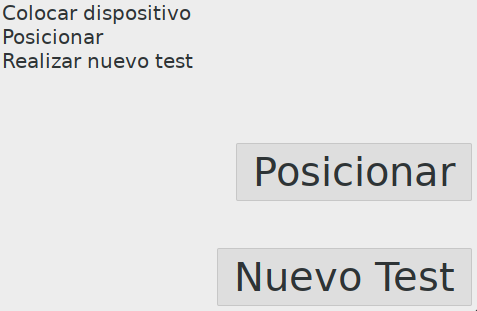 Colocar dispositivo
Posicionar
Realizar nuevo test
Posicionar
Nuevo Test